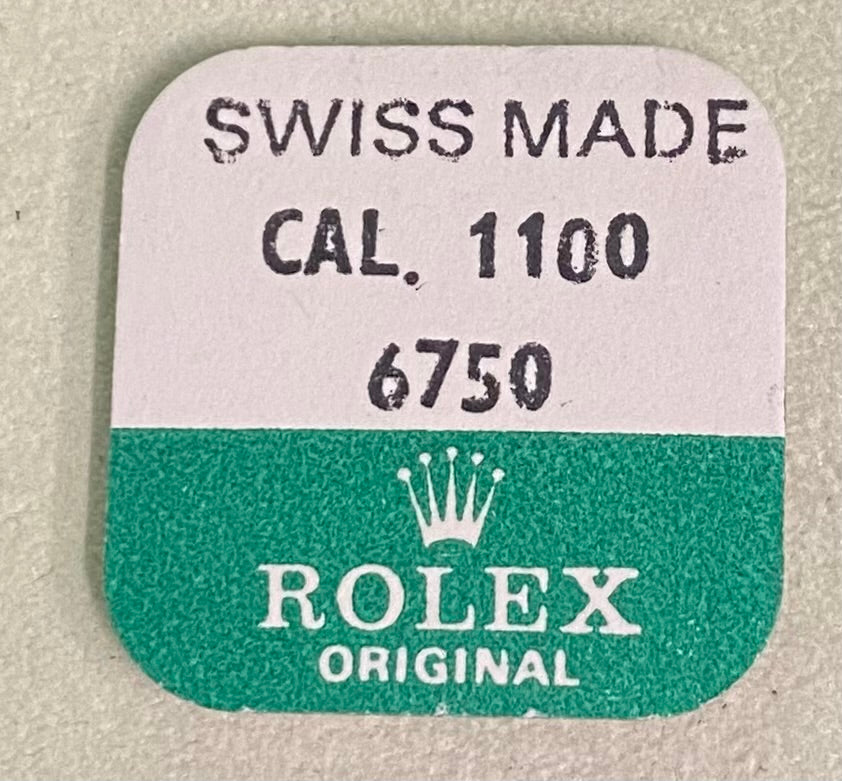 SWISS MADE
CAL. 1100
6750
ROLEX
ORIGINAL